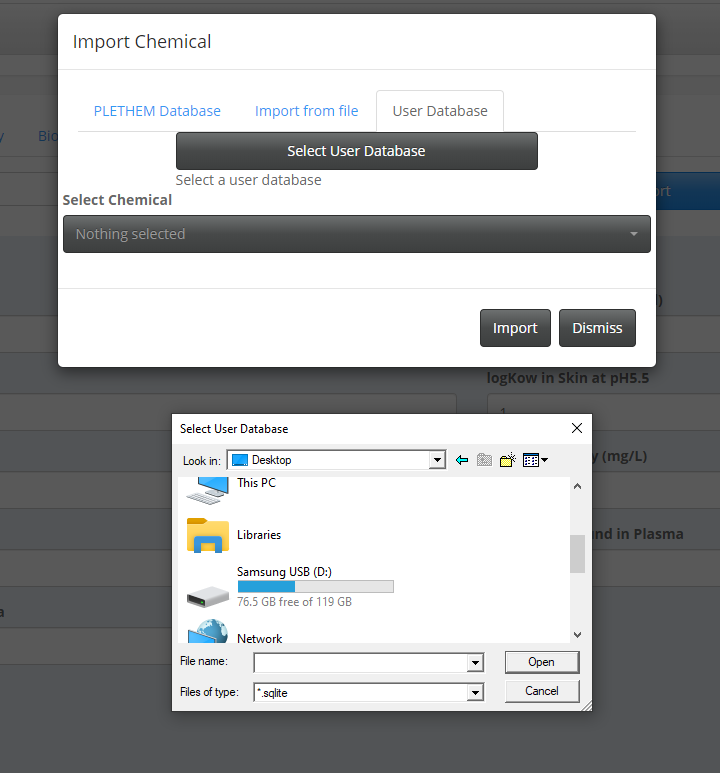 Import Chemical
PLETHEM Database Import from file User Database
Select User Database
Select a user database
Select Chemical
Nothing selected
Import Dismiss
logKow in Skin at pH5.5
1
Select User Database
Look in: Desktop
This PC
Libraries
Samsung USB (D:)
76.5 GB free of 119 GB
Network
File name: Open
Files of type: *.sqlite Cancel
(mg/L)
in Plasma